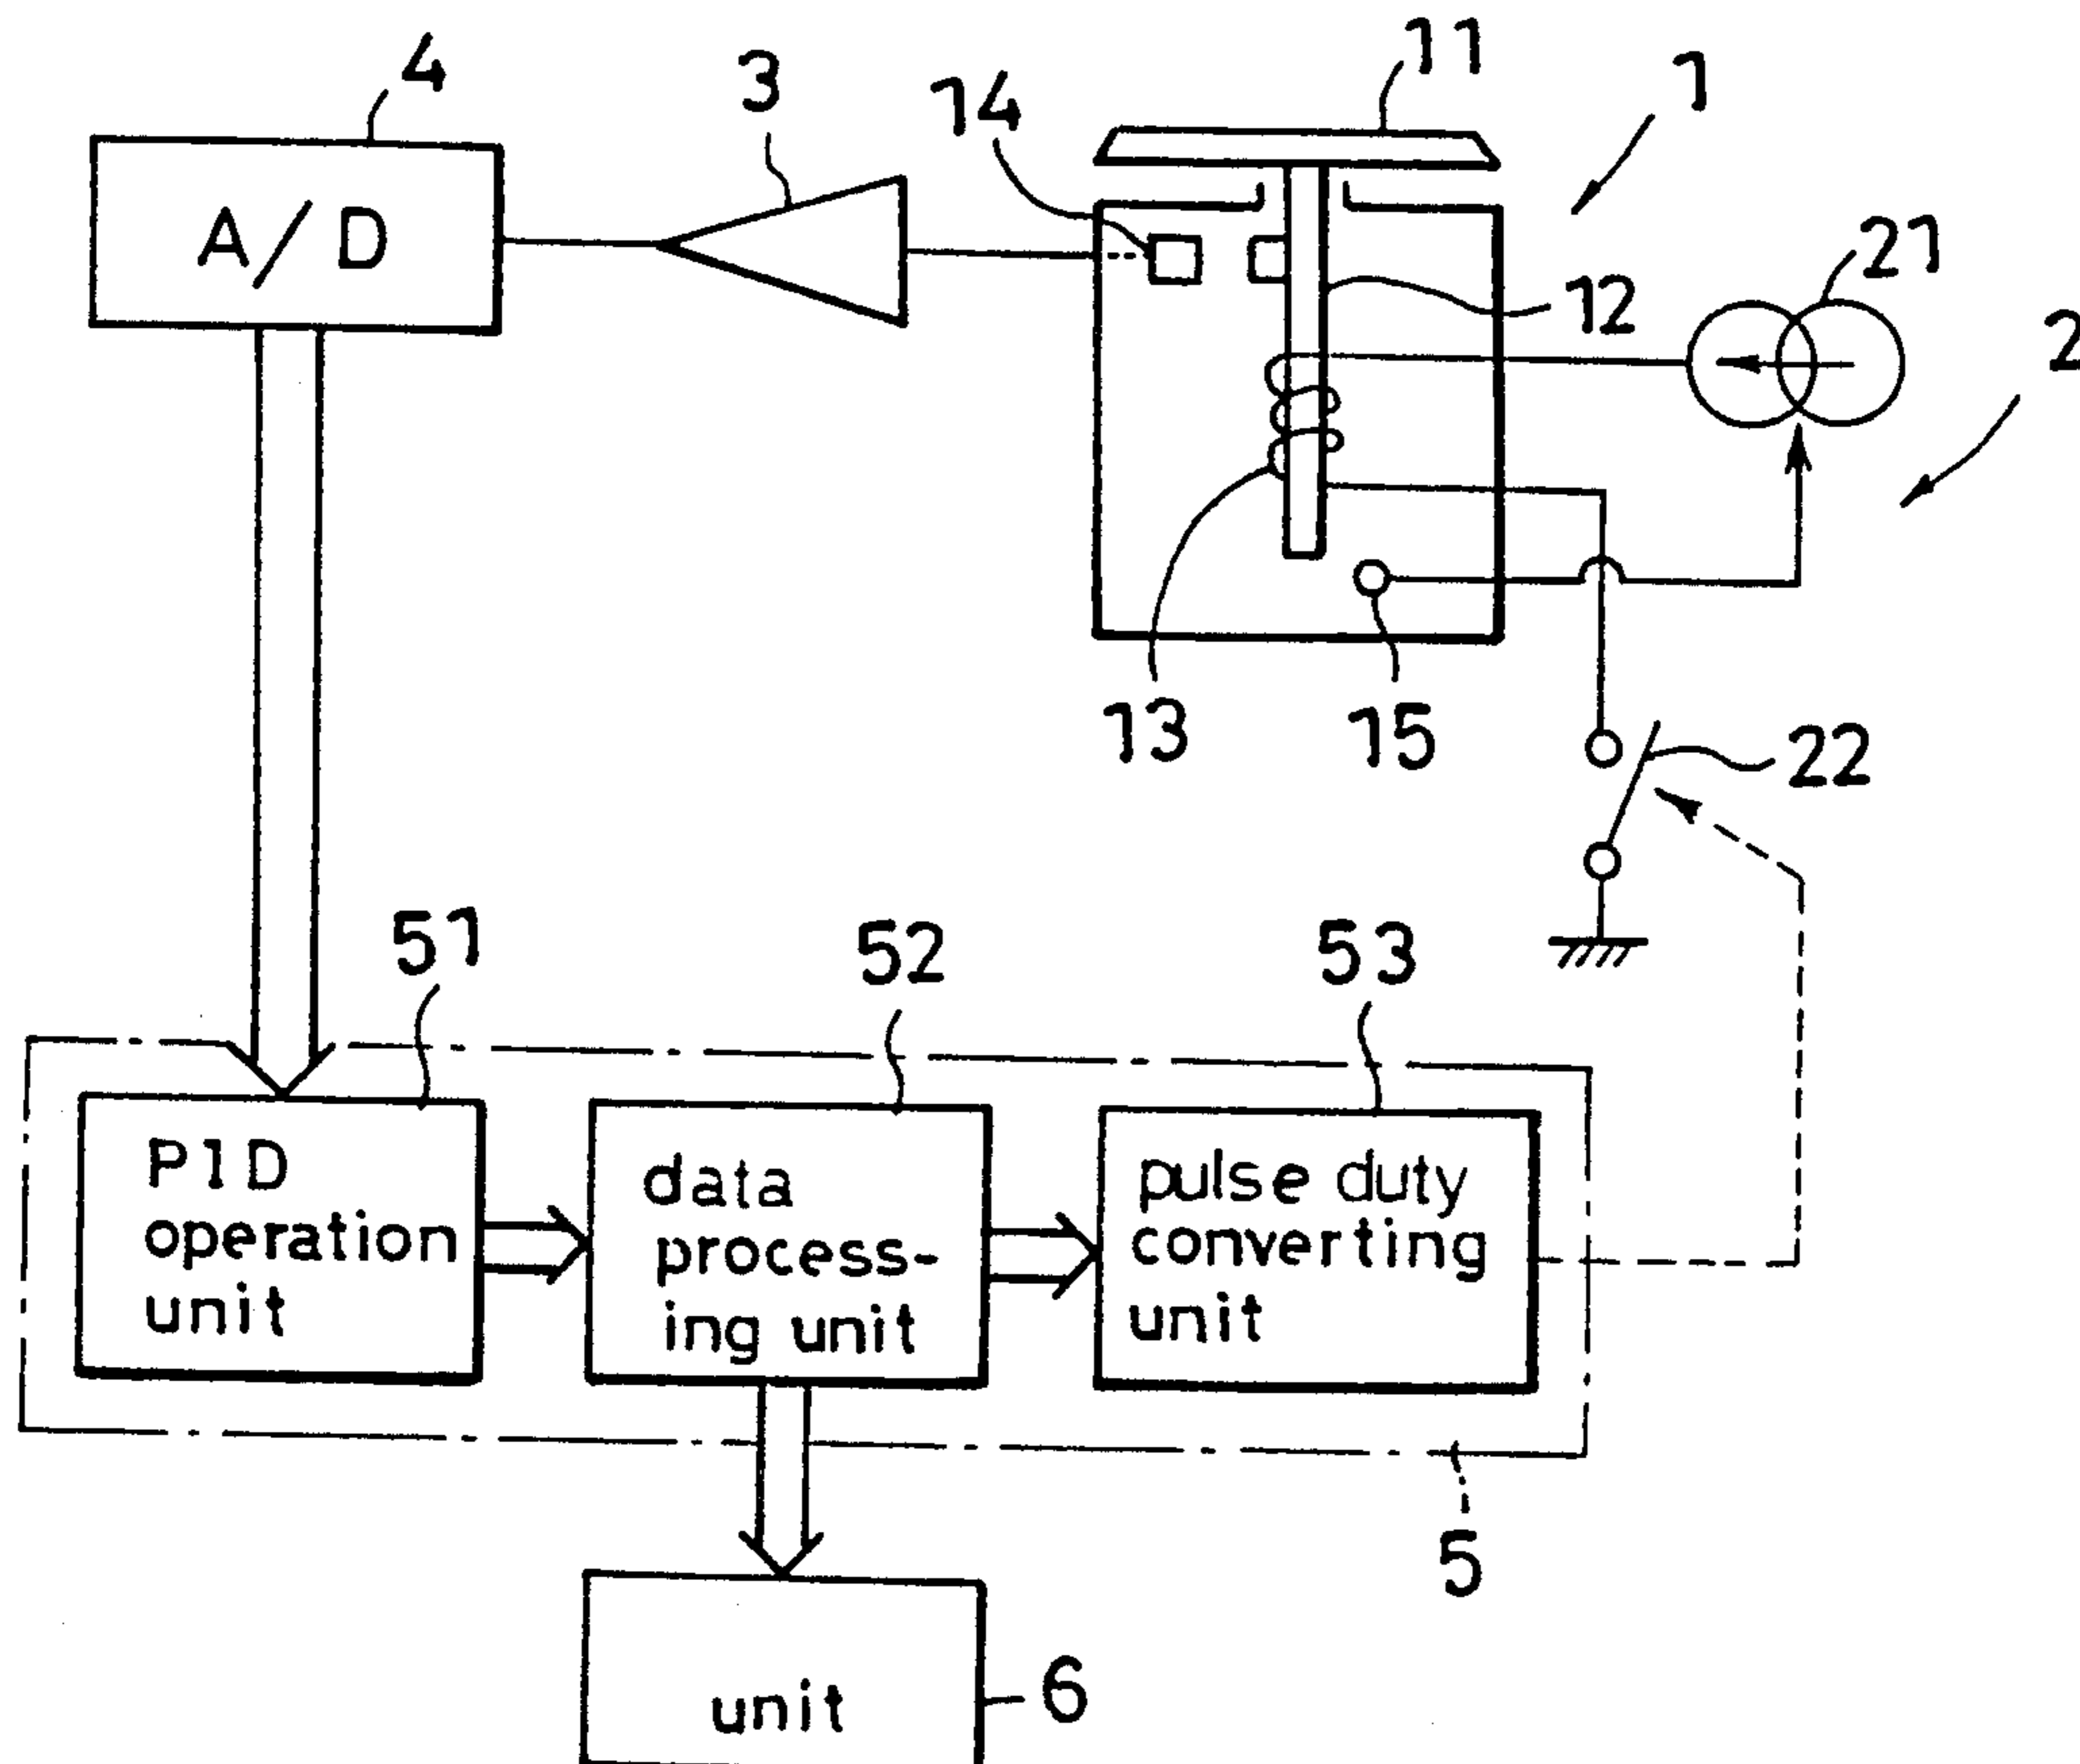 4
3
14
11
1
A/D
12
21
2
13
15
22
51
52
53
PID
operation
unit
data
process-
ing unit
pulse duty
converting
unit
5
unit
6